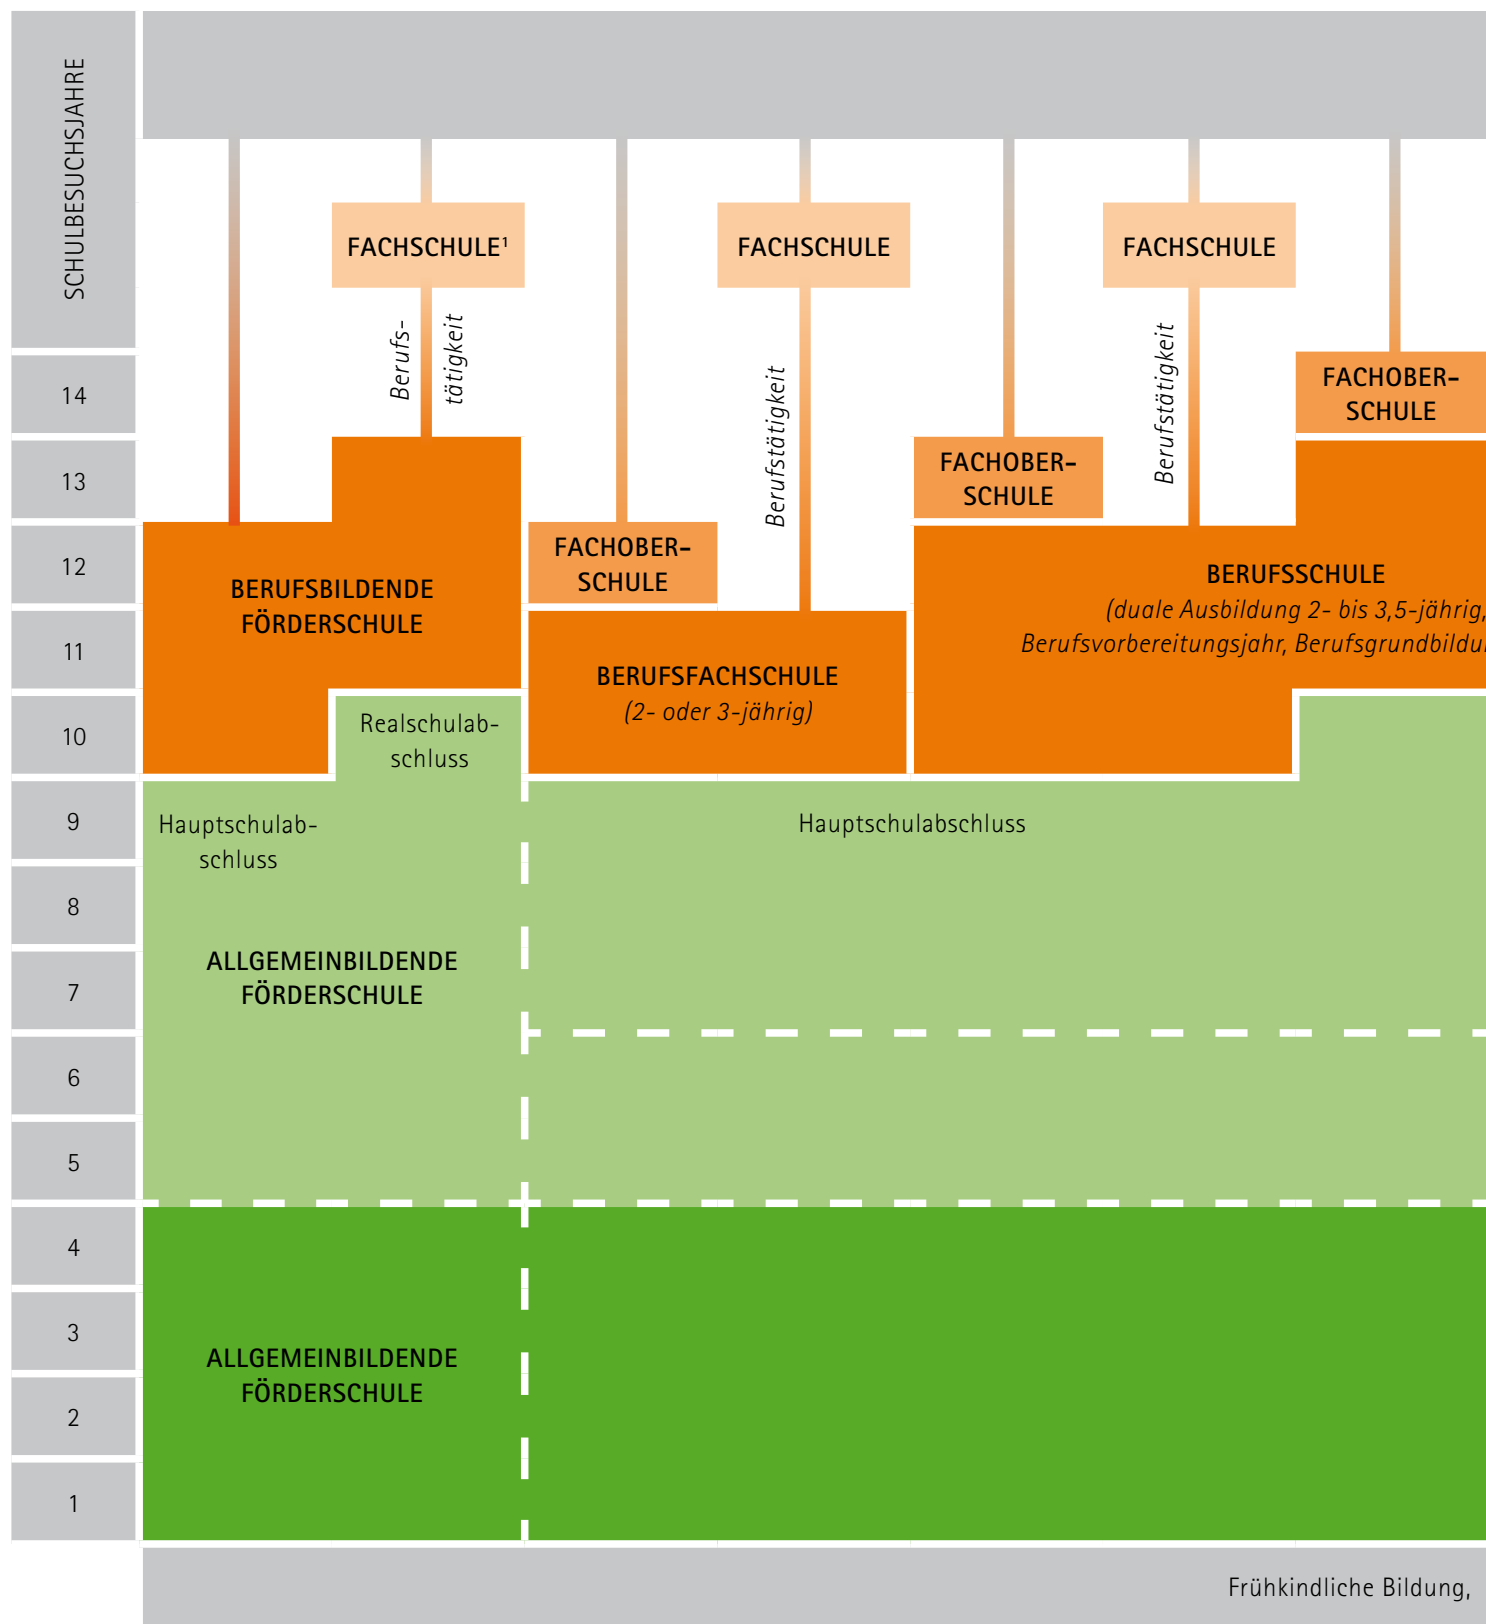 SCHULBESUCHSJAHRE
FACHSCHULE¹
FACHSCHULE
FACHSCHULE
Berufs-
tätigkeit
Berufstätigkeit
Berufstätigkeit
14
FACHOBER-
SCHULE
13
FACHOBER-
SCHULE
12
FACHOBER-
SCHULE
BERUFSBILDENDE
FÖRDERSCHULE
BERUFSSCHULE
(duale Ausbildung 2- bis 3,5-jährig,
Berufsvorbereitungsjahr, Berufsgrundbildu
11
BERUFSFACHSCHULE
(2- oder 3-jährig)
10
Realschulab-
schluss
9
Hauptschulab-
schluss
Hauptschulabschluss
8
7
ALLGEMEINBILDENDE
FÖRDERSCHULE
6
5
4
3
ALLGEMEINBILDENDE
FÖRDERSCHULE
2
1
Frühkindliche Bildung,